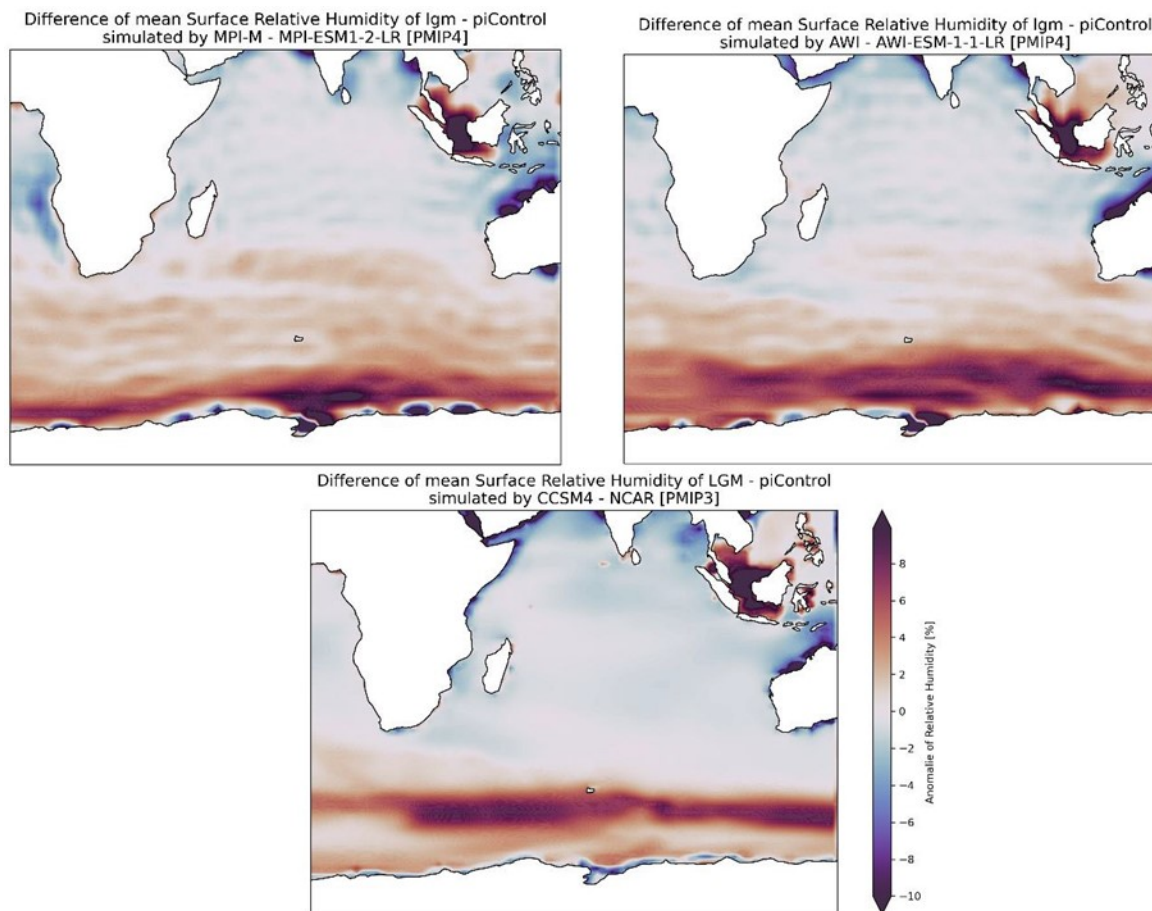 Difference of mean Surface Relative Humidity of lgm - piControl
simulated by MPI-M - MPI-ESM1-2-LR [PMIP4]
Difference of mean Surface Relative Humidity of lgm - piControl
simulated by AWI - AWI-ESM-1-1-LR [PMIP4]
Difference of mean Surface Relative Humidity of LGM - piControl
simulated by CCSM4 - NCAR [PMIP3]
8
6
4
2
0
−2
−4
−6
−8
−10
Anomalie of Relative Humidity [%]